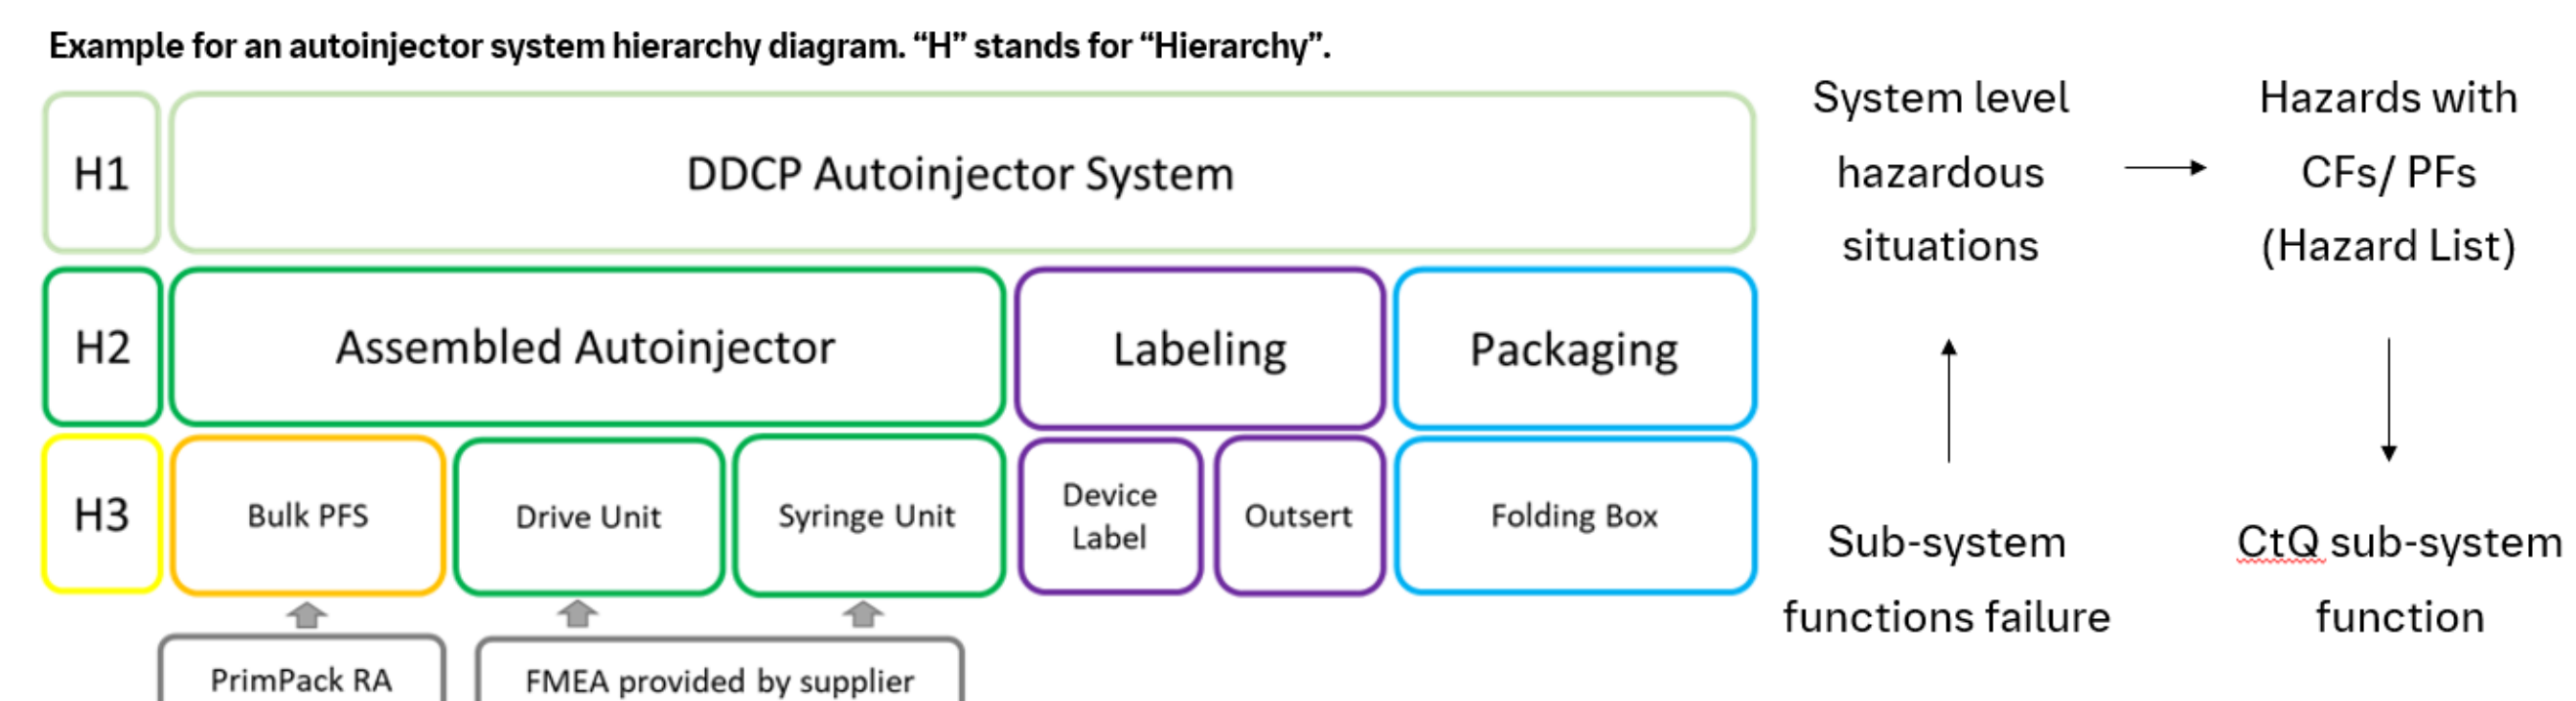 Example for an autoinjector system hierarchy diagram. “H” stands for “Hierarchy”.
H1
DDCP Autoinjector System
H2
Assembled Autoinjector
Labeling
Packaging
H3
Bulk PFS
Drive Unit
Syringe Unit
Device
Label
Outsert
Folding Box
PrimPack RA
FMEA provided by supplier
System level
hazardous
situations
Hazards with
CFs/ PFs
(Hazard List)
Sub-system
functions failure
CtQ sub-system
function